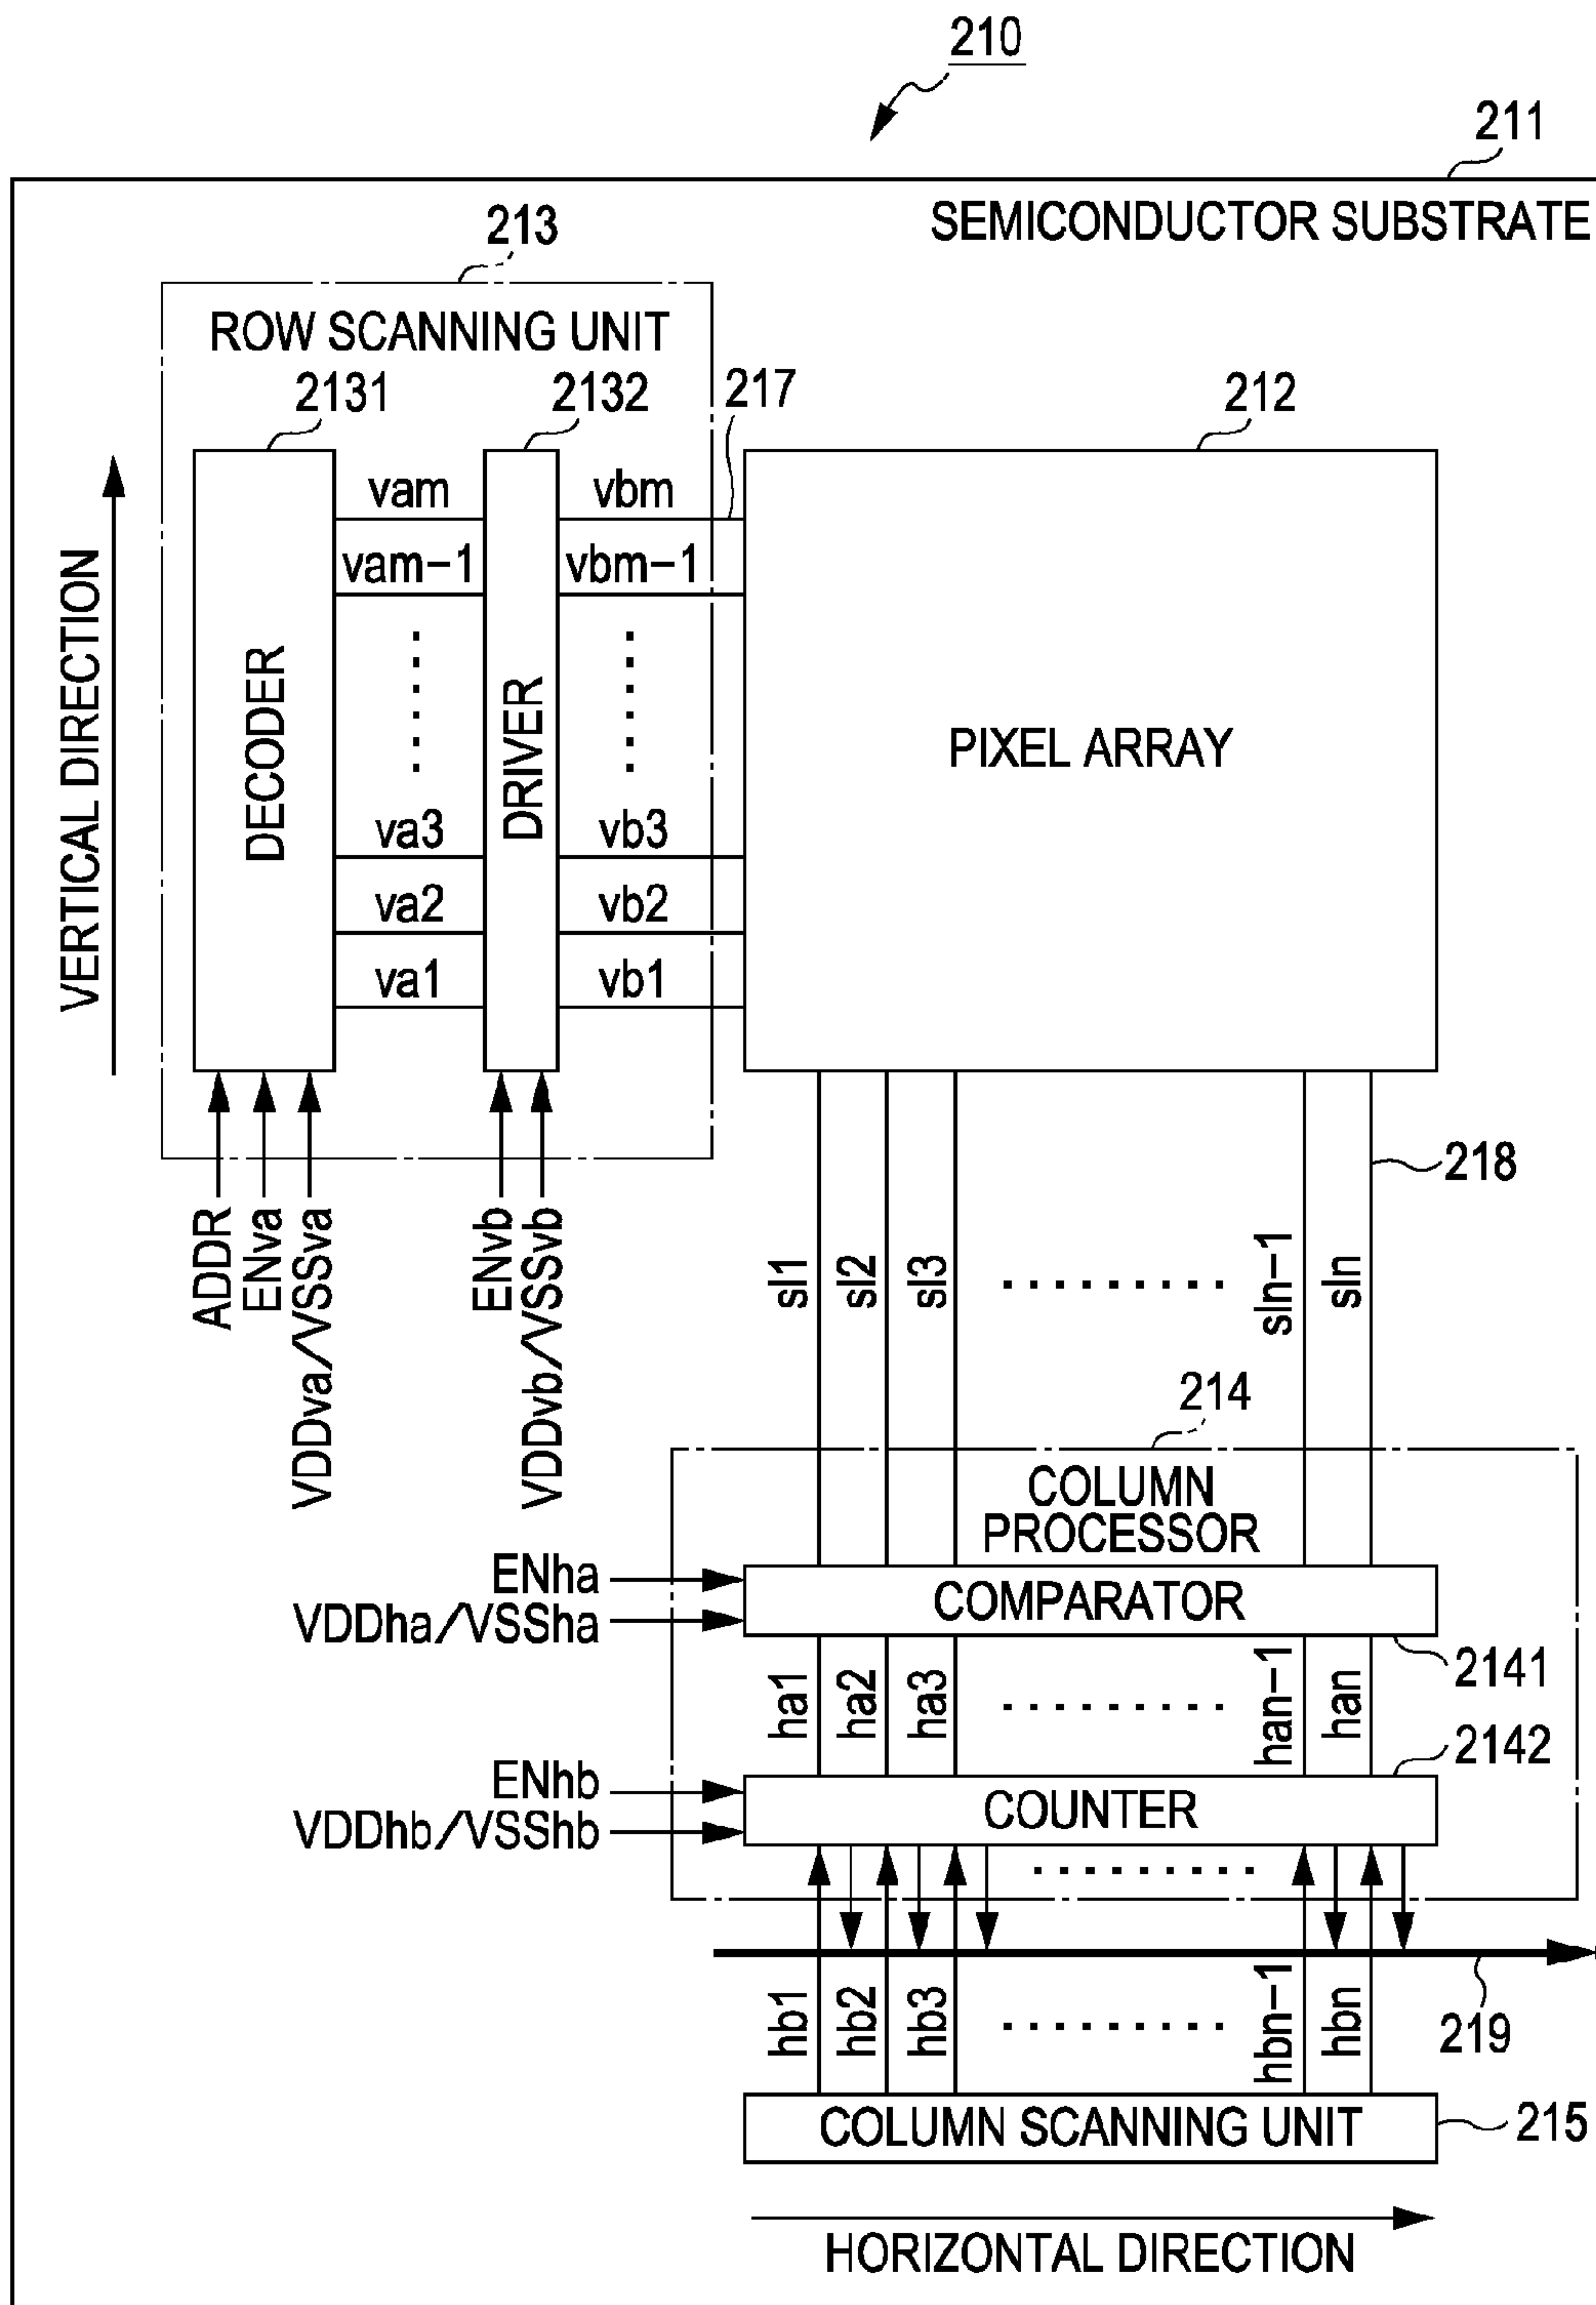 210
211
SEMICONDUCTOR SUBSTRATE
213
ROW SCANNING UNIT
2131
2132
217
212
VERTICAL DIRECTION
DECODER
DRIVER
PIXEL ARRAY
vam
vbm
vam-1
vbm-1
va3
vb3
va2
vb2
va1
vb1
ADDR
ENva
VDDva/VSSva
ENvb
VDDvb/VSSvb
218
sl1
sl2
sl3
sln-1
sln
214
COLUMN
PROCESSOR
ENha
VDDha/VSSha
COMPARATOR
2141
ha1
ha2
ha3
han-1
han
2142
ENhb
VDDhb/VSShb
COUNTER
hb1
hb2
hb3
hbn-1
hbn
219
COLUMN SCANNING UNIT
215
HORIZONTAL DIRECTION